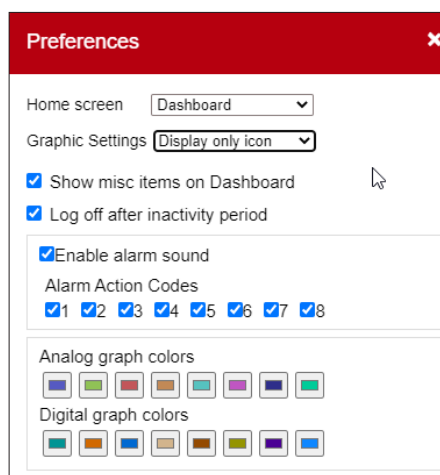 Preferences ×
Home screen Dashboard
Graphic Settings Display only icon
Show misc items on Dashboard
Log off after inactivity period
Enable alarm sound
Alarm Action Codes
1 2 3 4 5 6 7 8
Analog graph colors
Digital graph colors